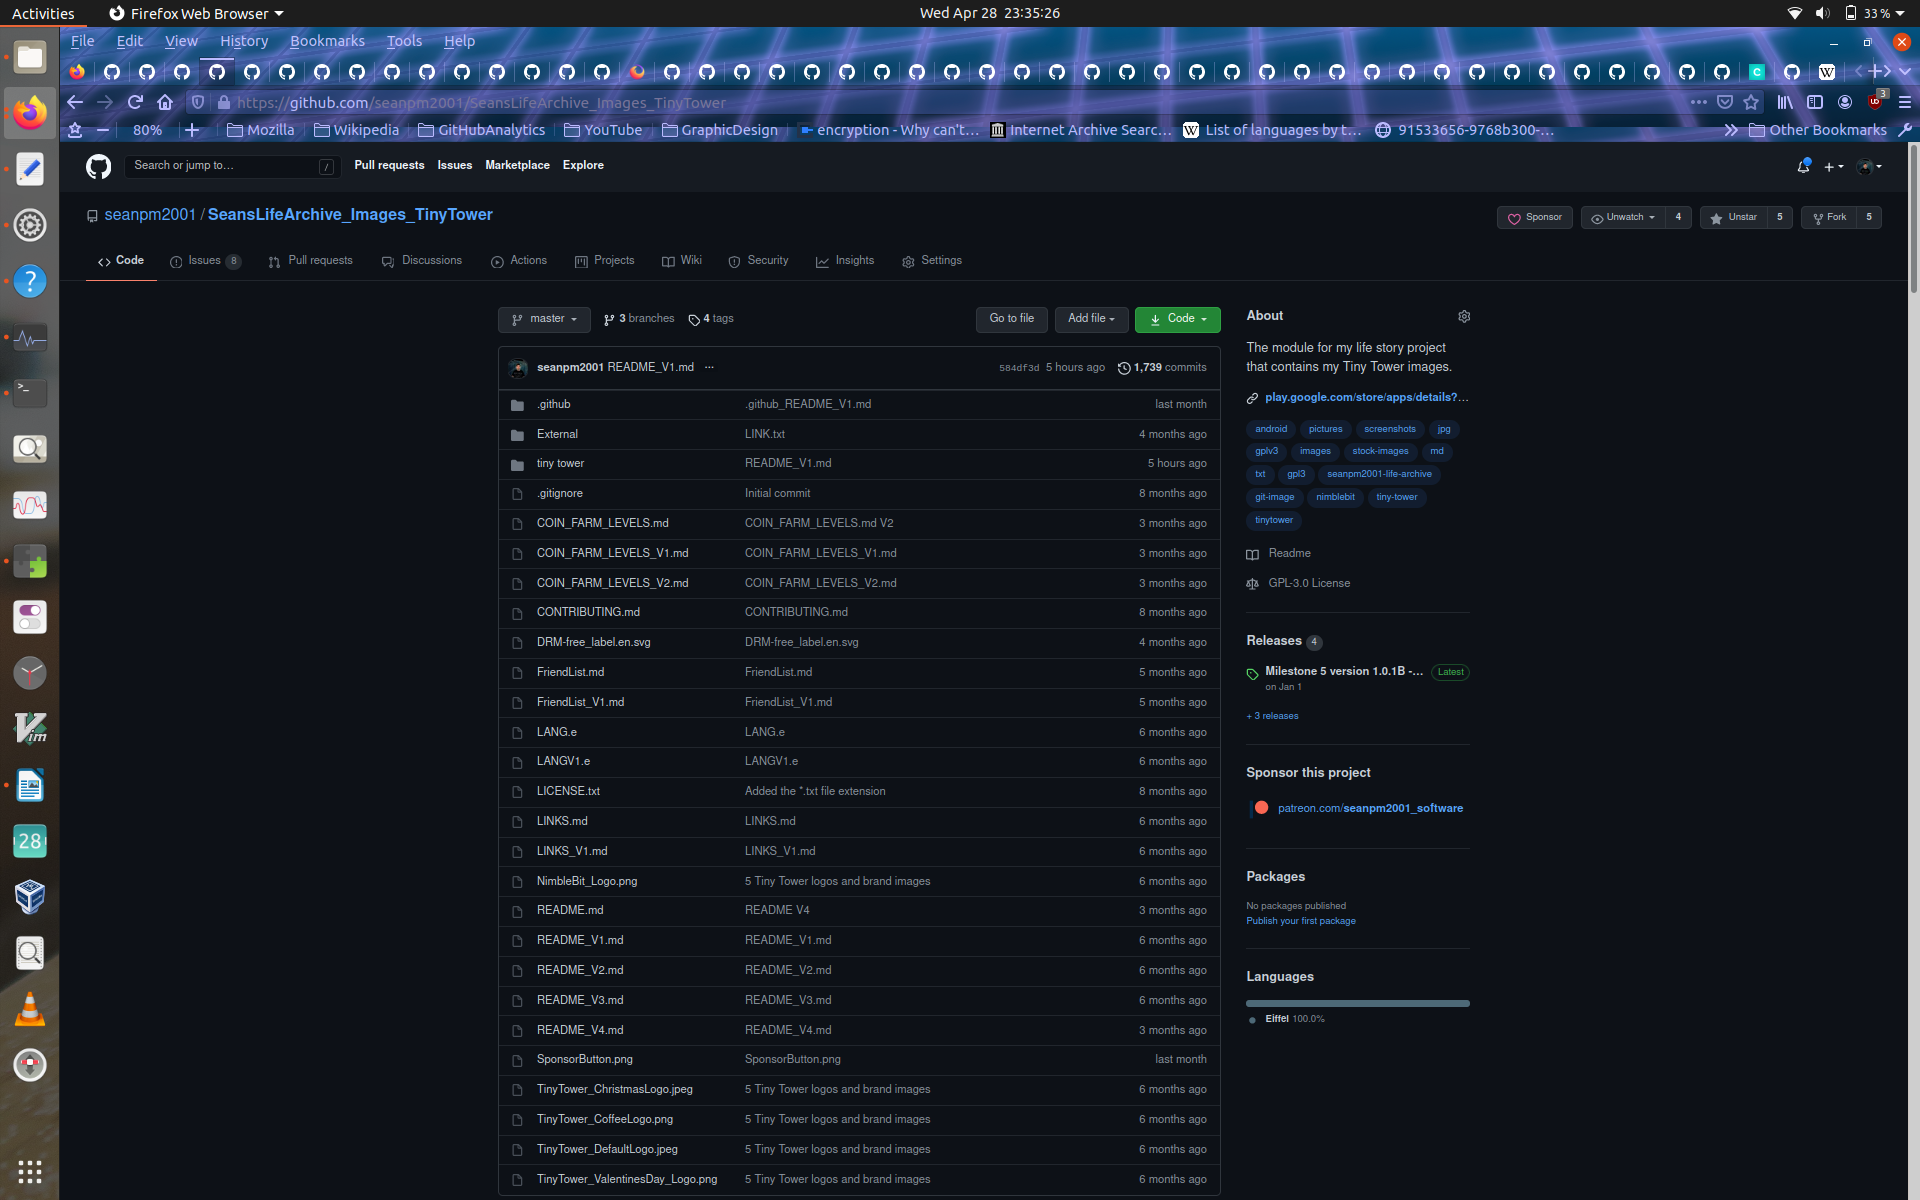 Activities Firefox Web Browser Wed Apr 28 23:35:26 33 %
File Edit View History Bookmarks Tools Help
https://github.com/seanpm2001/SeansLifeArchive_Images_TinyTower 3
80% Mozilla Wikipedia GitHubAnalytics YouTube GraphicDesign encryption - Why can't… Internet Archive Searc… List of languages by t… 91533656-9768b300-… Other Bookmarks
Search or jump to… / Pull requests Issues Marketplace Explore
seanpm2001 / SeansLifeArchive_Images_TinyTower Sponsor Unwatch 4 Unstar 5 Fork 5
Code Issues 8 Pull requests Discussions Actions Projects Wiki Security Insights Settings
master 3 branches 4 tags Go to file Add file Code
seanpm2001 README_V1.md ··· 584df3d 5 hours ago 1,739 commits
.github .github_README_V1.md last month
External LINK.txt 4 months ago
tiny tower README_V1.md 5 hours ago
.gitignore Initial commit 8 months ago
COIN_FARM_LEVELS.md COIN_FARM_LEVELS.md V2 3 months ago
COIN_FARM_LEVELS_V1.md COIN_FARM_LEVELS_V1.md 3 months ago
COIN_FARM_LEVELS_V2.md COIN_FARM_LEVELS_V2.md 3 months ago
CONTRIBUTING.md CONTRIBUTING.md 8 months ago
DRM-free_label.en.svg DRM-free_label.en.svg 4 months ago
FriendList.md FriendList.md 5 months ago
FriendList_V1.md FriendList_V1.md 5 months ago
LANG.e LANG.e 6 months ago
LANGV1.e LANGV1.e 6 months ago
LICENSE.txt Added the *.txt file extension 8 months ago
LINKS.md LINKS.md 6 months ago
LINKS_V1.md LINKS_V1.md 6 months ago
NimbleBit_Logo.png 5 Tiny Tower logos and brand images 6 months ago
README.md README V4 3 months ago
README_V1.md README_V1.md 6 months ago
README_V2.md README_V2.md 6 months ago
README_V3.md README_V3.md 6 months ago
README_V4.md README_V4.md 3 months ago
SponsorButton.png SponsorButton.png last month
TinyTower_ChristmasLogo.jpeg 5 Tiny Tower logos and brand images 6 months ago
TinyTower_CoffeeLogo.png 5 Tiny Tower logos and brand images 6 months ago
TinyTower_DefaultLogo.jpeg 5 Tiny Tower logos and brand images 6 months ago
TinyTower_ValentinesDay_Logo.png 5 Tiny Tower logos and brand images 6 months ago
About
The module for my life story project
that contains my Tiny Tower images.
play.google.com/store/apps/details?…
android pictures screenshots jpg
gplv3 images stock-images md
txt gpl3 seanpm2001-life-archive
git-image nimblebit tiny-tower
tinytower
Readme
GPL-3.0 License
Releases 4
Milestone 5 version 1.0.1B -… Latest
on Jan 1
+ 3 releases
Sponsor this project
patreon.com/seanpm2001_software
Packages
No packages published
Publish your first package
Languages
Eiffel 100.0%
28